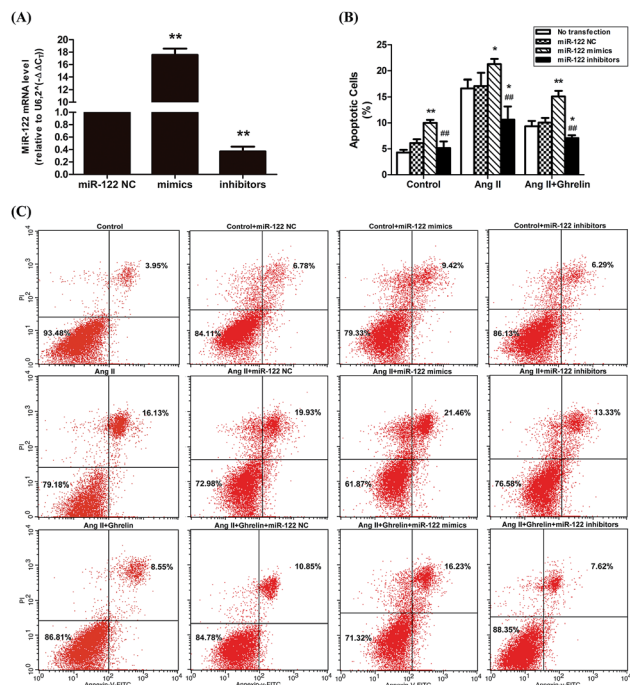 (A)
MiR-122 mRNA level
(relative to U6,2^(-Δ ΔCT))
20
18
16
14
12
10
1.0
0.8
0.6
0.4
0.2
0.0
**
**
miR-122 NC mimics inhibitors
(B)
No transfection
miR-122 NC
miR-122 mimics
miR-122 inhibitors
Apoptotic Cells
(%)
25
20
15
10
5
0
** ## * * ## ** * ##
Control Ang II Ang II+Ghrelin
(C)
Control Control+miR-122 NC Control+miR-122 mimics Control+miR-122 inhibitors
3.95% 6.78% 9.42% 6.29%
93.48% 84.11% 79.33% 86.13%
Ang II Ang II+miR-122 NC Ang II+miR-122 mimics Ang II+miR-122 inhibitors
16.13% 19.93% 21.46% 13.33%
79.18% 72.98% 61.87% 76.58%
Ang II+Ghrelin Ang II+Ghrelin+miR-122 NC Ang II+Ghrelin+miR-122 mimics Ang II+Ghrelin+miR-122 inhibitors
8.55% 10.85% 16.23% 7.62%
86.81% 84.78% 71.32% 88.35%
PI
PI
PI